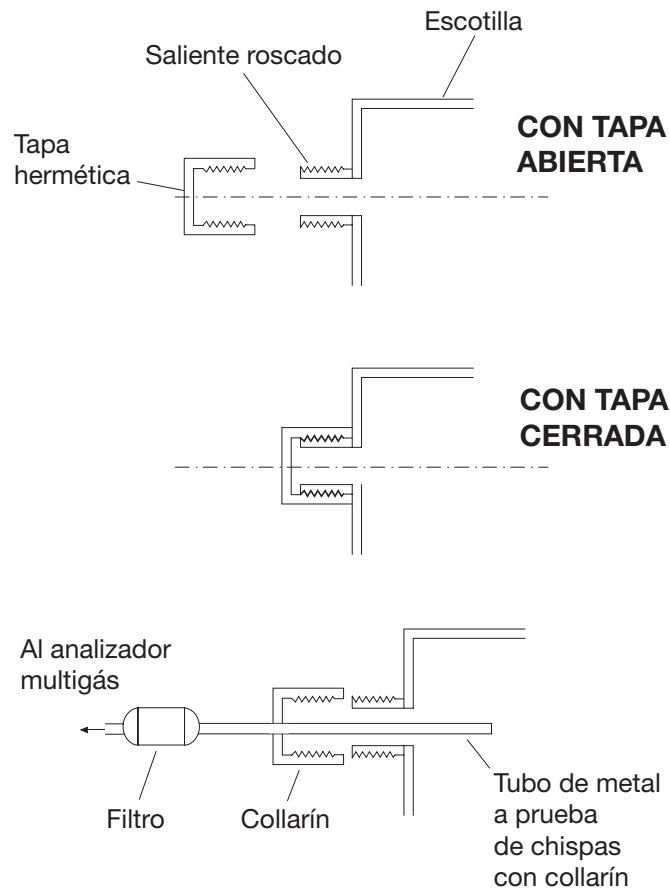 Escotilla
Saliente roscado
CON TAPA
ABIERTA
Tapa
hermética
CON TAPA
CERRADA
Al analizador
multigás
Filtro
Collarín
Tubo de metal
a prueba
de chispas
con collarín